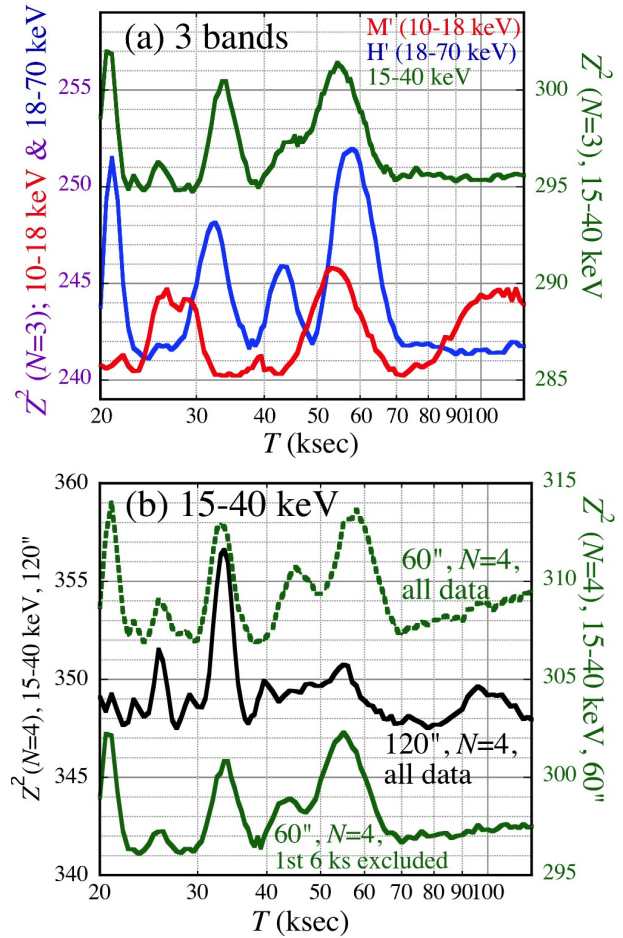 (a) 3 bands
M' (10-18 keV)
H' (18-70 keV)
15-40 keV
Z² (N=3); 10-18 keV & 18-70 keV
255
250
245
240
Z² (N=3), 15-40 keV
300
295
290
285
20 30 40 50 60 70 80 90 100
T (ksec)
(b) 15-40 keV
60", N=4,
all data
120", N=4,
all data
60", N=4,
1st 6 ks excluded
Z² (N=4), 15-40 keV, 120"
360
355
350
345
340
Z² (N=4), 15-40 keV, 60"
315
310
305
300
295
20 30 40 50 60 70 80 90 100
T (ksec)